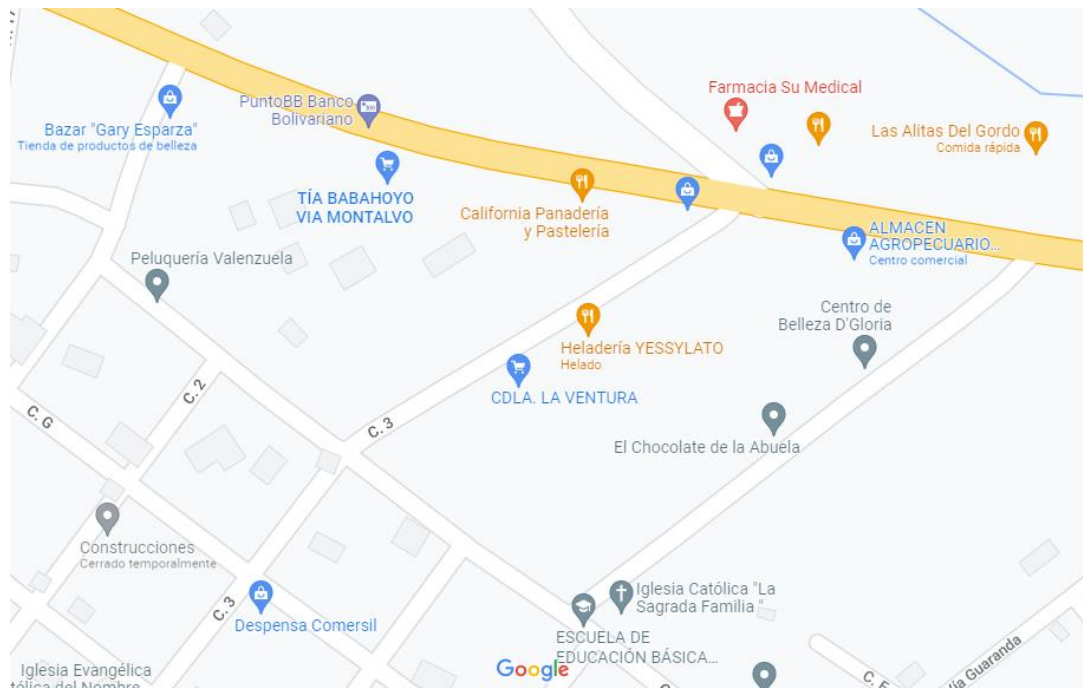 Farmacia Su Medical
PuntoBB Banco
Bolivariano
Bazar "Gary Esparza"
Tienda de productos de belleza
Las Alitas Del Gordo
Comida rápida
TÍA BABAHOYO
VIA MONTALVO
California Panadería
y Pastelería
ALMACEN
AGROPECUARIO...
Centro comercial
Peluquería Valenzuela
Centro de
Belleza D'Gloria
Heladería YESSYLATO
Helado
CDLA. LA VENTURA
C. 2
C. G
C. 3
El Chocolate de la Abuela
Construcciones
Cerrado temporalmente
C. 3
Despensa Comersil
Iglesia Católica "La
Sagrada Familia "
ESCUELA DE
EDUCACIÓN BÁSICA...
Google
Iglesia Evangélica
del Nombre
Guaranda